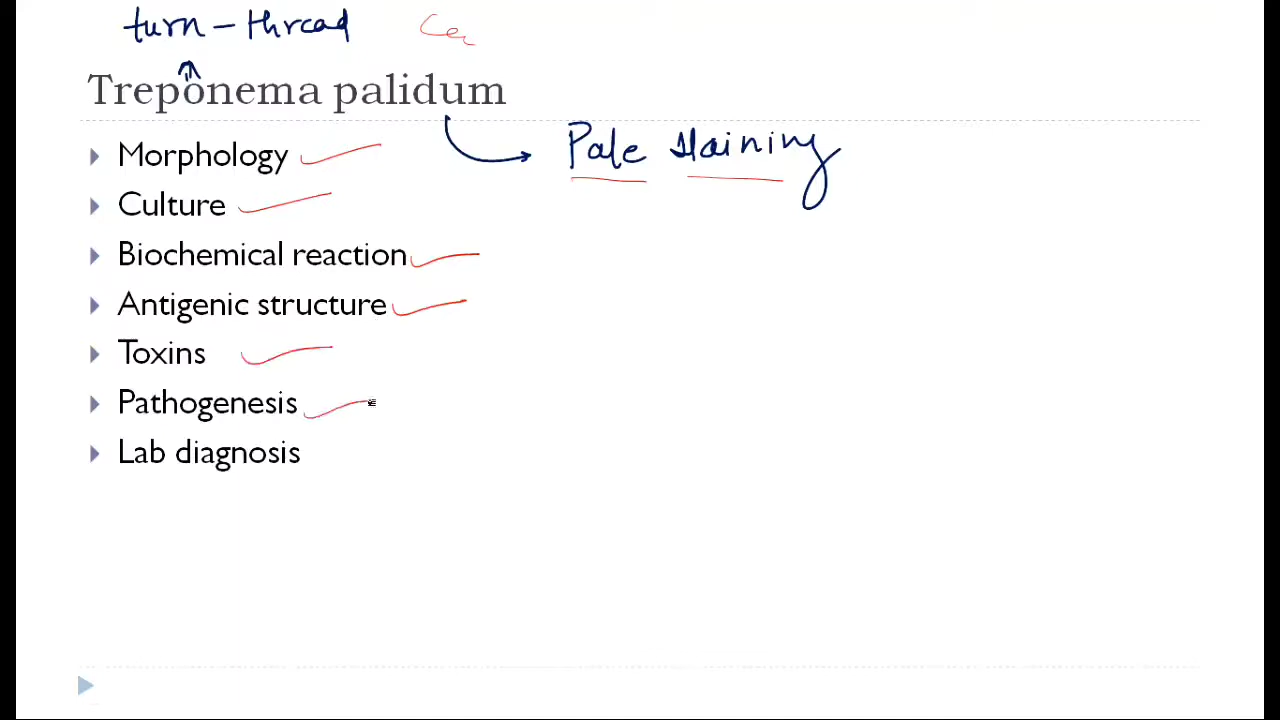 turn - thread
Treponema palidum
Pale staining
Morphology
Culture
Biochemical reaction
Antigenic structure
Toxins
Pathogenesis
Lab diagnosis